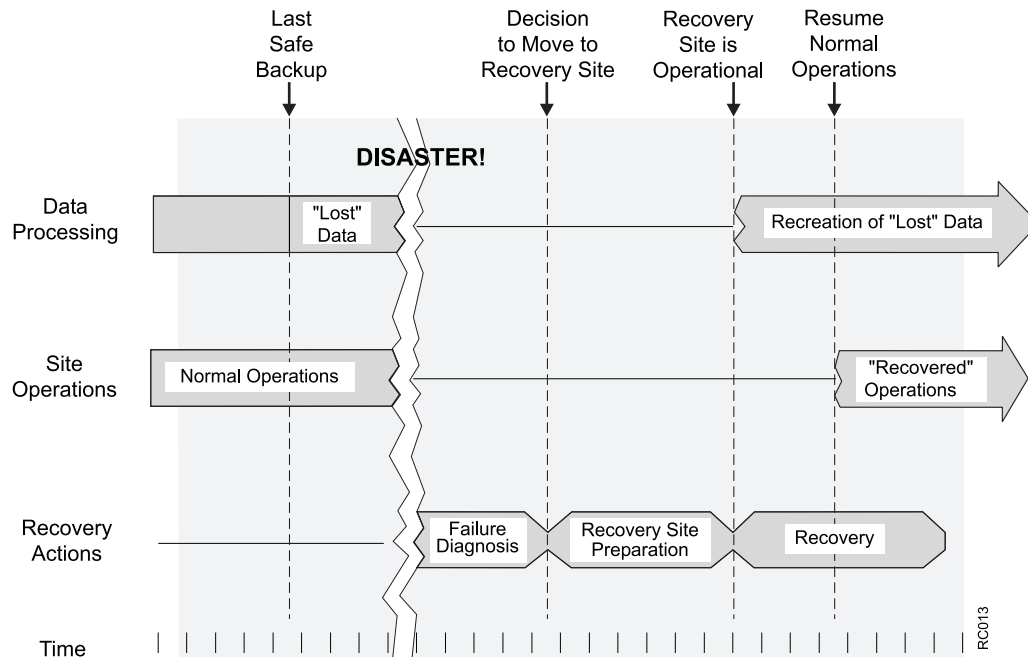 Last
Safe
Backup
Decision
to Move to
Recovery Site
Recovery
Site is
Operational
Resume
Normal
Operations
DISASTER!
Data
Processing
"Lost"
Data
Recreation of "Lost" Data
Site
Operations
Normal Operations
"Recovered"
Operations
Recovery
Actions
Failure
Diagnosis
Recovery Site
Preparation
Recovery
RC013
Time